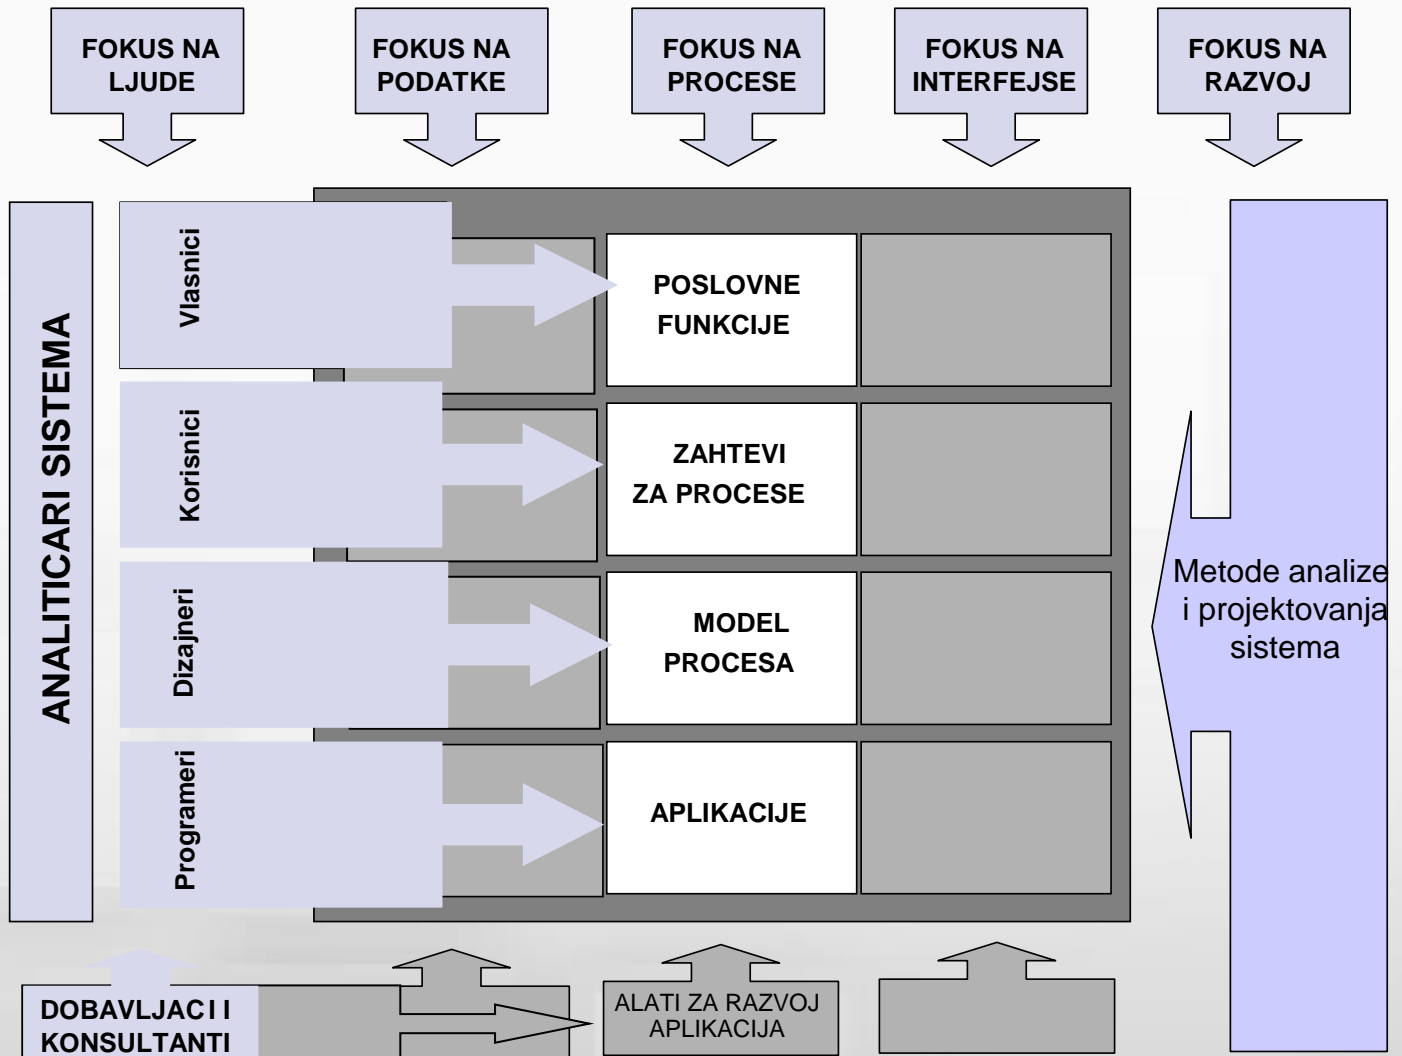 FOKUS NA
LJUDE
FOKUS NA
PODATKE
FOKUS NA
PROCESE
FOKUS NA
INTERFEJSE
FOKUS NA
RAZVOJ
ANALITICARI SISTEMA
Vlasnici
POSLOVNE
FUNKCIJE
Korisnici
ZAHTEVI
ZA PROCESE
Dizajneri
MODEL
PROCESA
Programeri
APLIKACIJE
Metode analize
i projektovanja
sistema
DOBAVLJACI I
KONSULTANTI
ALATI ZA RAZVOJ
APLIKACIJA